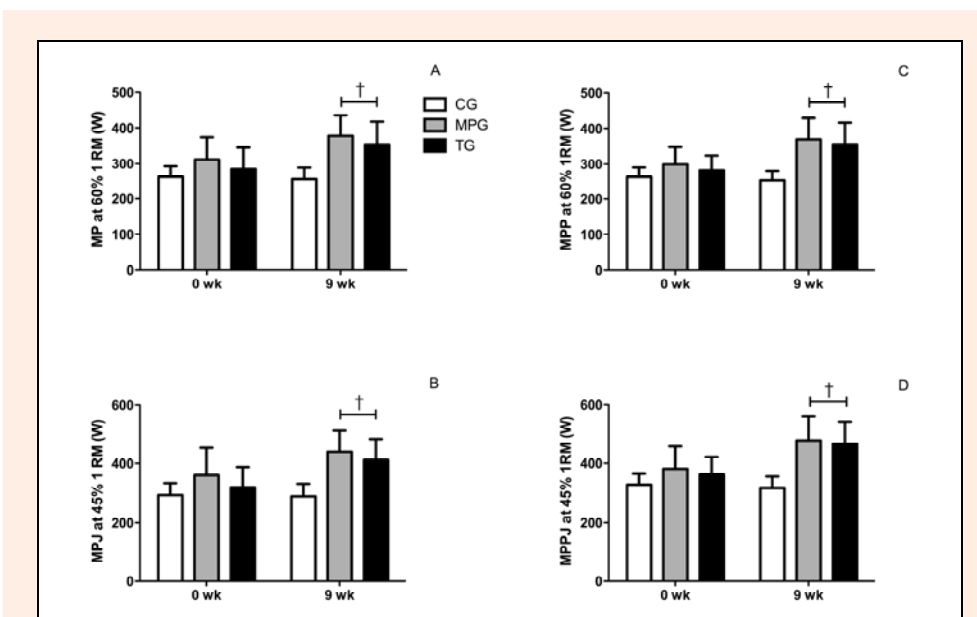 A
500
400
300
200
100
0
MP at 60% 1 RM (W)
0 wk
9 wk
†
CG
MPG
TG
C
500
400
300
200
100
0
MPP at 60% 1RM (W)
0 wk
9 wk
†
B
600
400
200
0
MPJ at 45% 1 RM (W)
0 wk
9 wk
†
D
600
400
200
0
MPPJ at 45% 1RM (W)
0 wk
9 wk
†